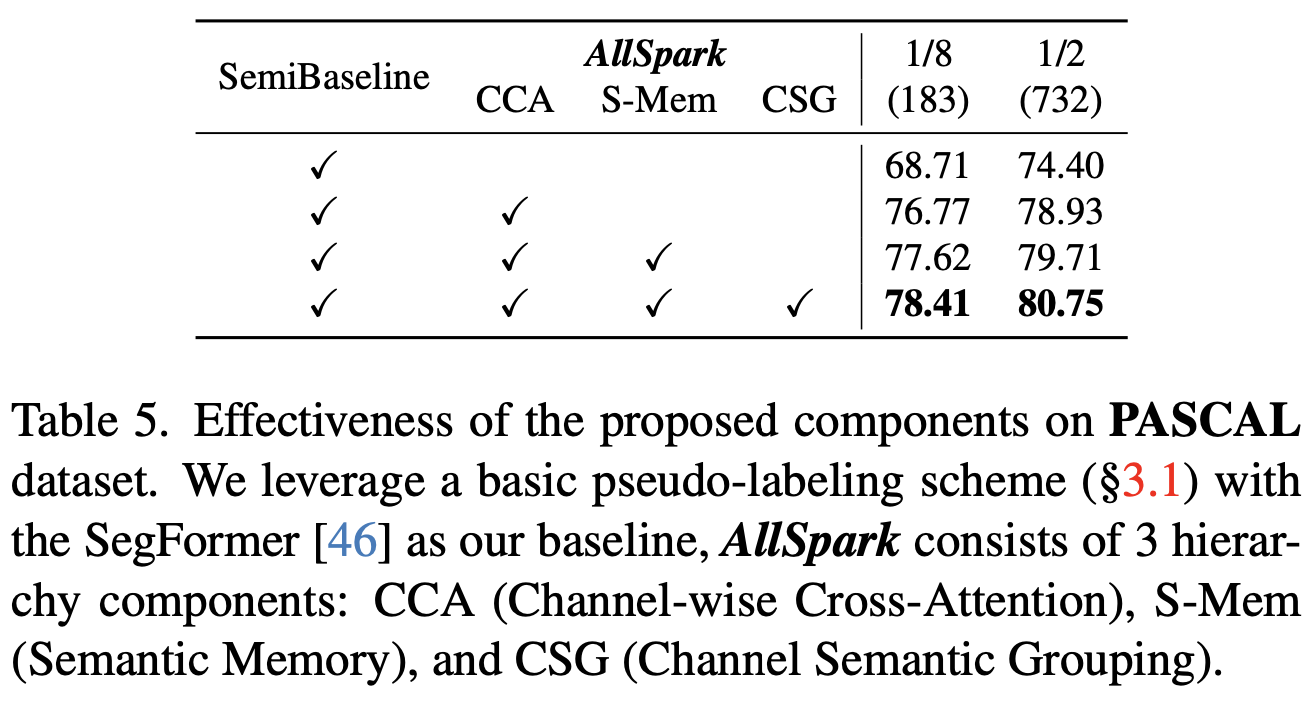 SemiBaseline AllSpark 1/8 1/2
CCA S-Mem CSG (183) (732)
✓ 68.71 74.40
✓ ✓ 76.77 78.93
✓ ✓ ✓ 77.62 79.71
✓ ✓ ✓ ✓ 78.41 80.75
Table 5. Effectiveness of the proposed components on PASCAL
dataset. We leverage a basic pseudo-labeling scheme (§3.1) with
the SegFormer [46] as our baseline, AllSpark consists of 3 hierar-
chy components: CCA (Channel-wise Cross-Attention), S-Mem
(Semantic Memory), and CSG (Channel Semantic Grouping).